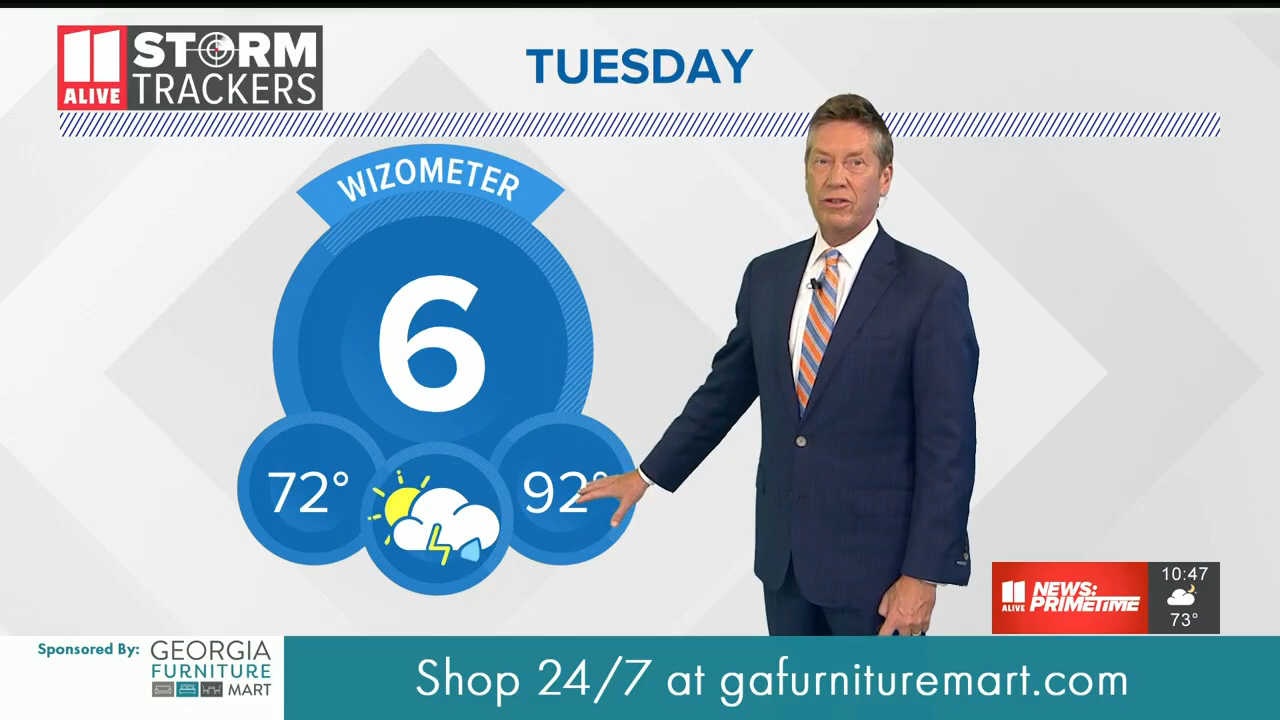 11
ALIVE
STORM
TRACKERS
TUESDAY
WIZOMETER
6
72°
92°
11
ALIVE
NEWS:
PRIMETIME
10:47
73°
Sponsored By:
GEORGIA
FURNITURE
MART
Shop 24/7 at gafurnituremart.com